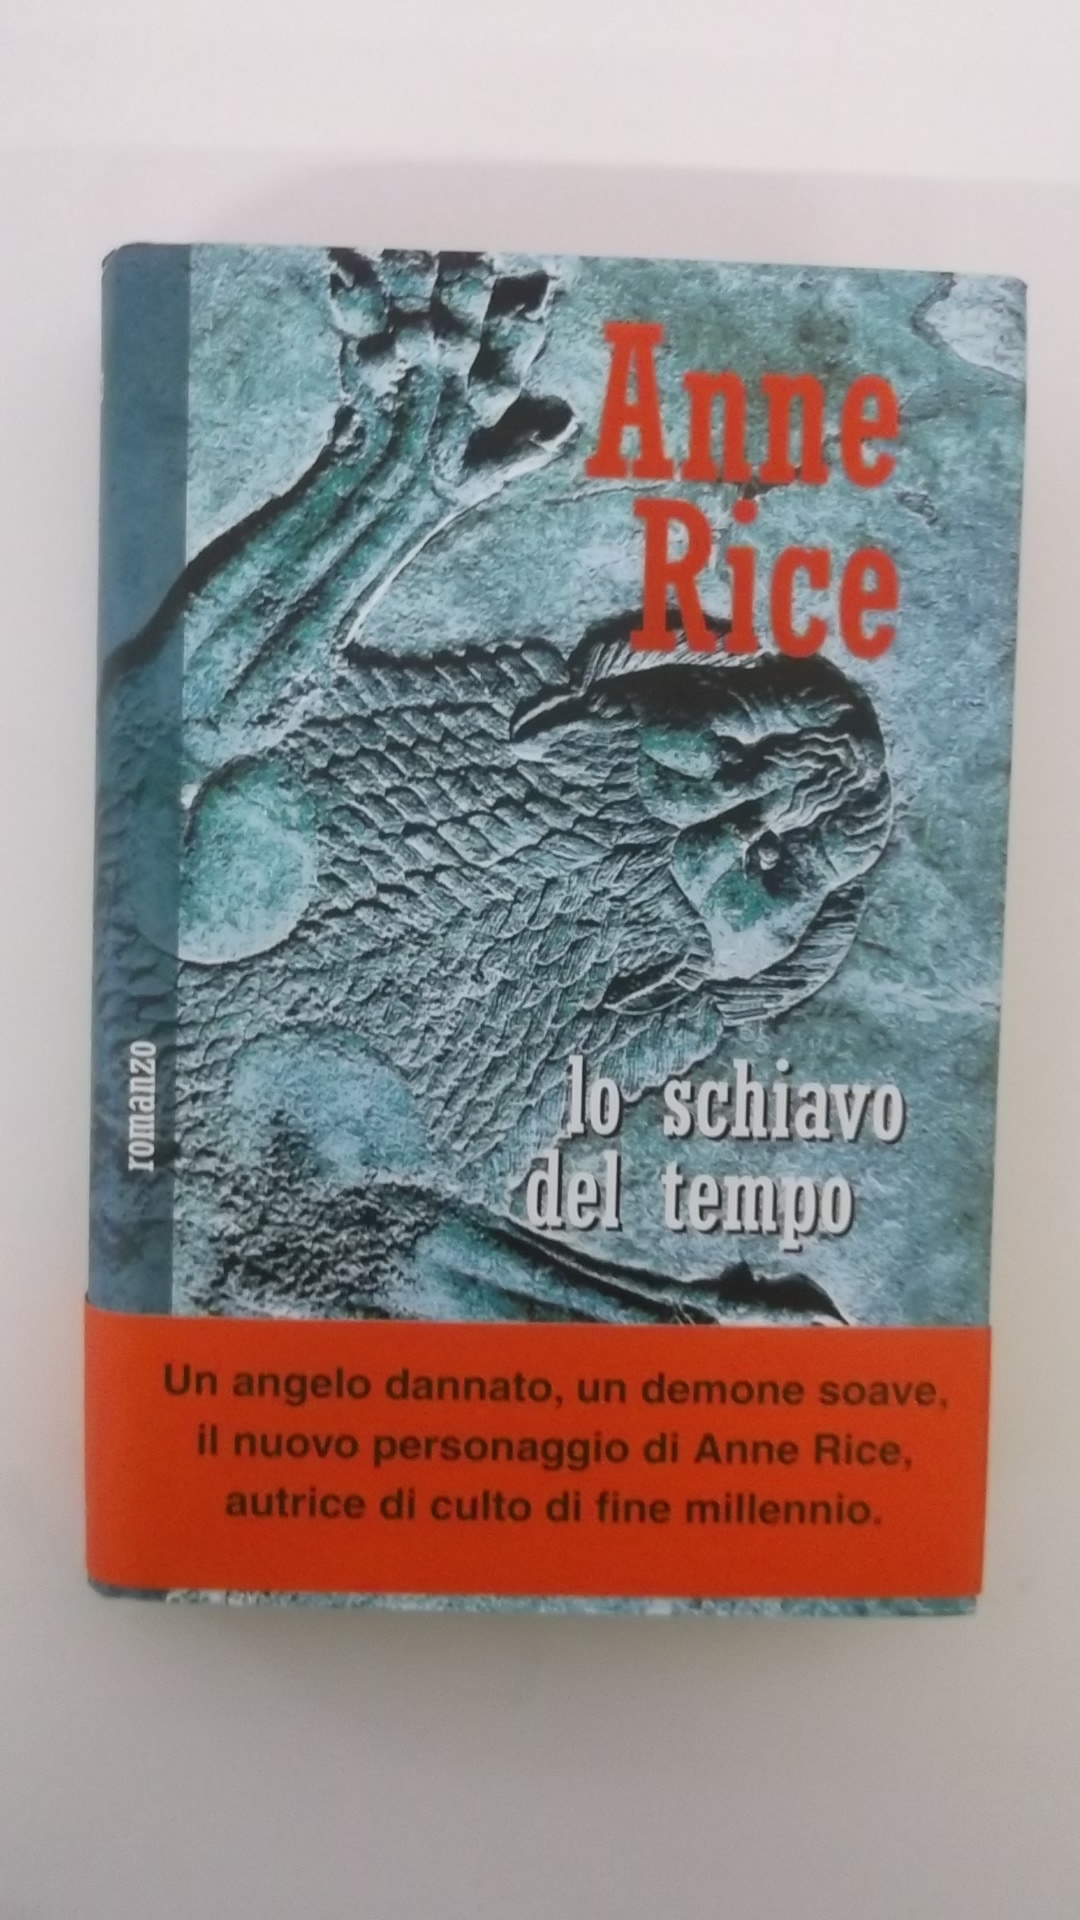 Anne
Rice
lo schiavo
del tempo
romanzo
Un angelo dannato, un demone soave,
il nuovo personaggio di Anne Rice,
autrice di culto di fine millennio.